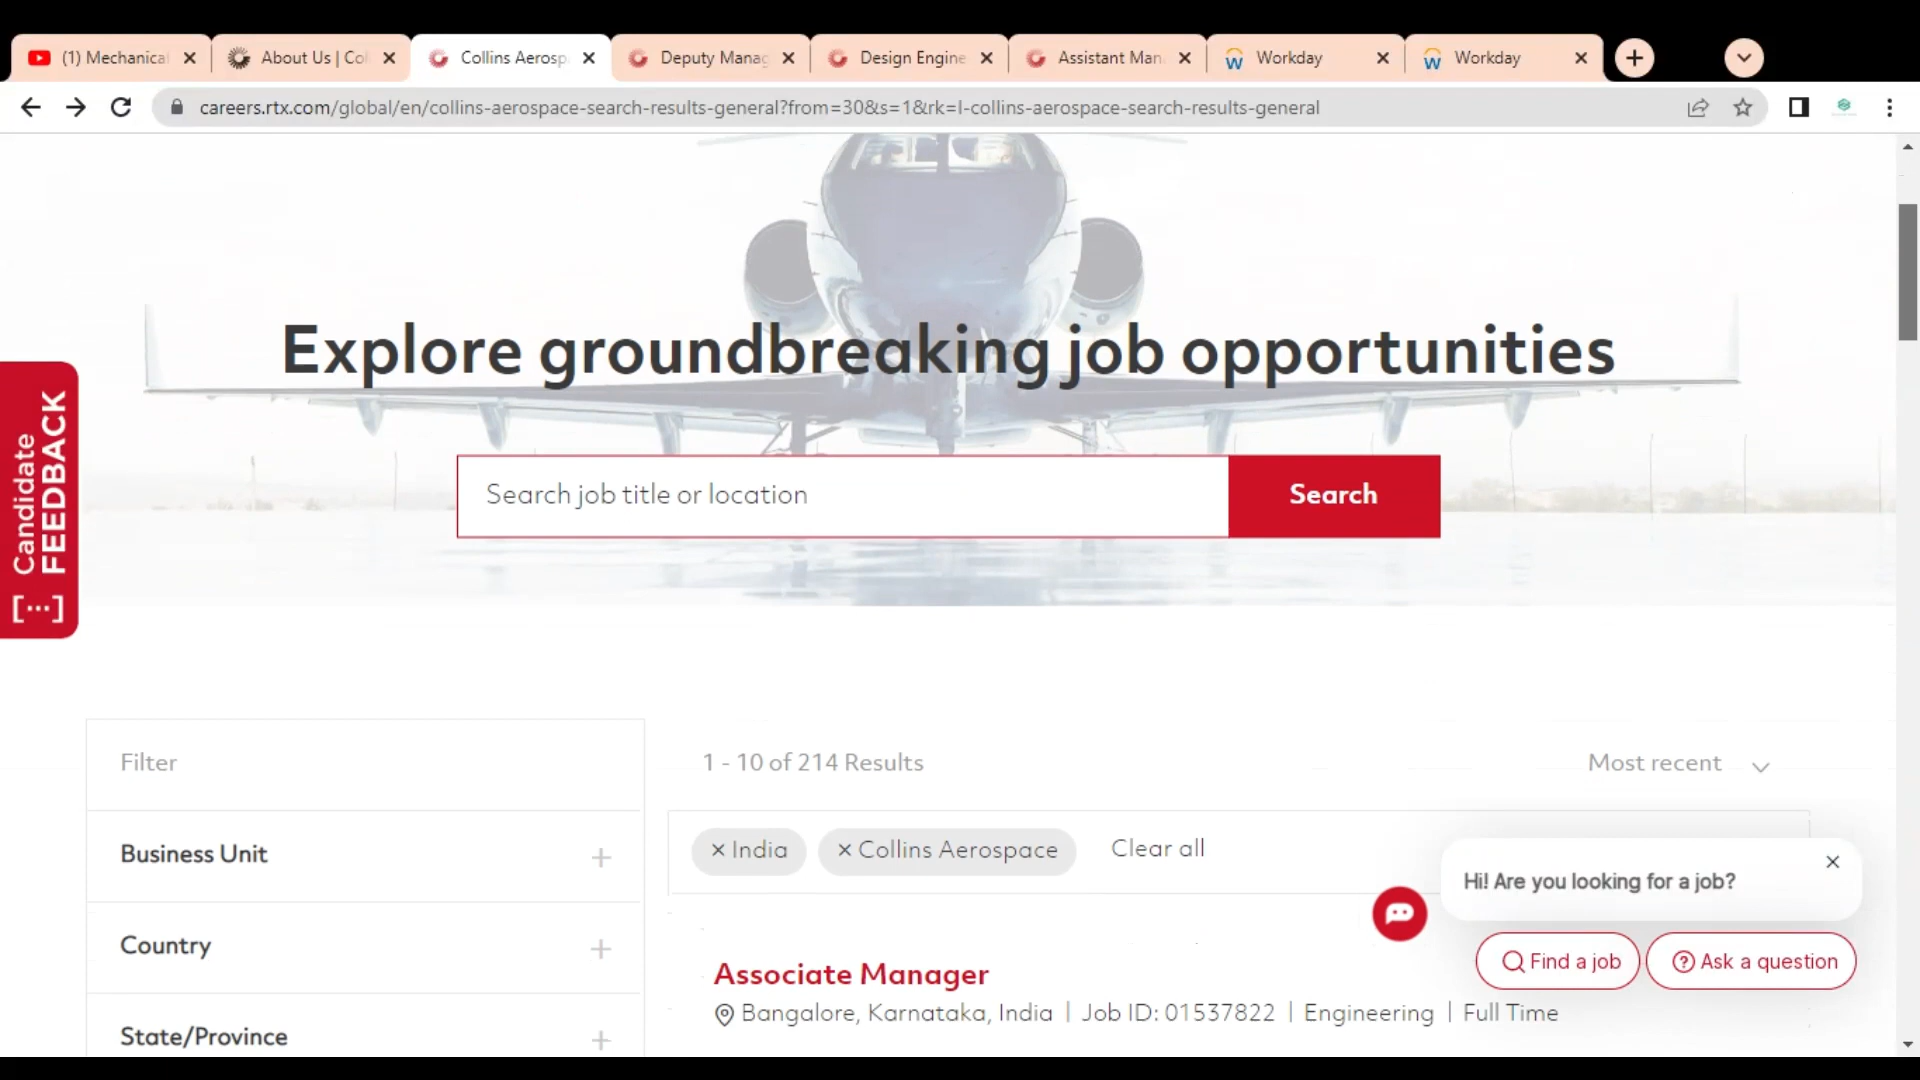 (1) Mechanica
About Us | Col
Collins Aerosp
Deputy Manag
Design Engine
Assistant Man
Workday
Workday
careers.rtx.com/global/en/collins-aerospace-search-results-general?from=30&s=1&rk=l-collins-aerospace-search-results-general
Explore groundbreaking job opportunities
Search job title or location
Search
Candidate
FEEDBACK
[...]
Filter
1 - 10 of 214 Results
Most recent
Business Unit
× India
× Collins Aerospace
Clear all
Hi! Are you looking for a job?
Country
Find a job
Ask a question
Associate Manager
Bangalore, Karnataka, India | Job ID: 01537822 | Engineering | Full Time
State/Province